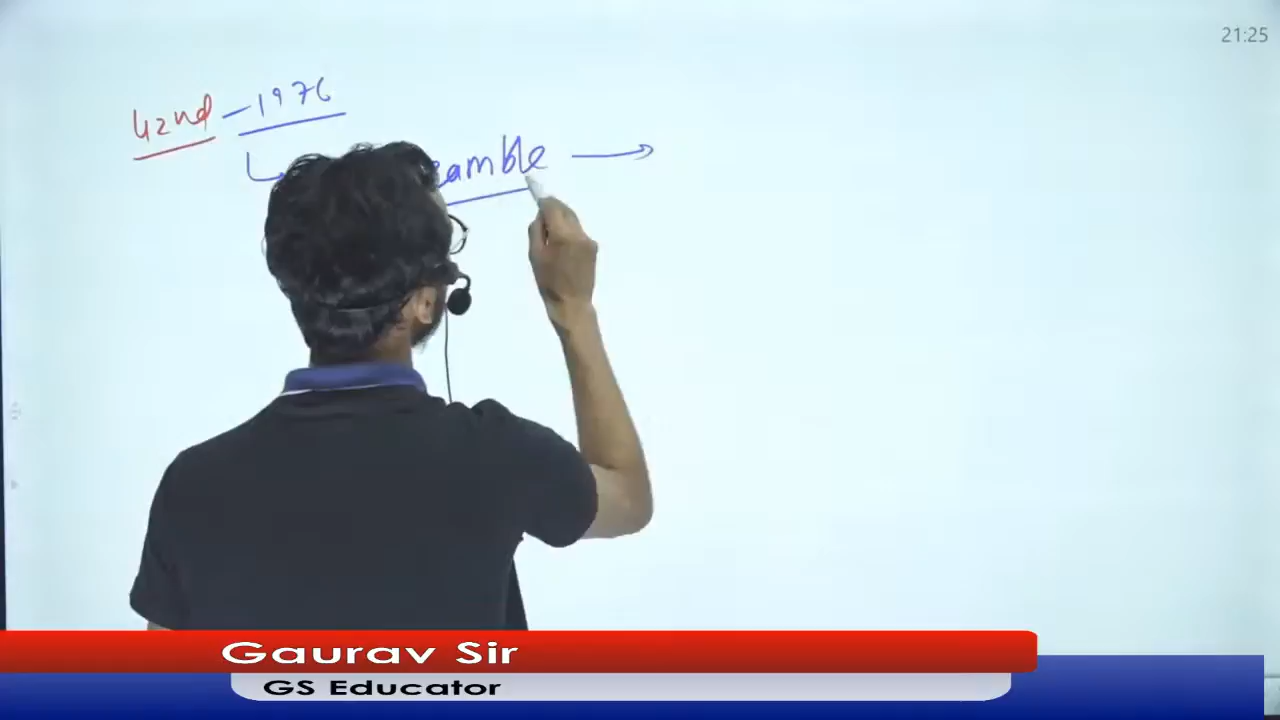 21:25
42nd - 1976
eamble →
Gaurav Sir
GS Educator